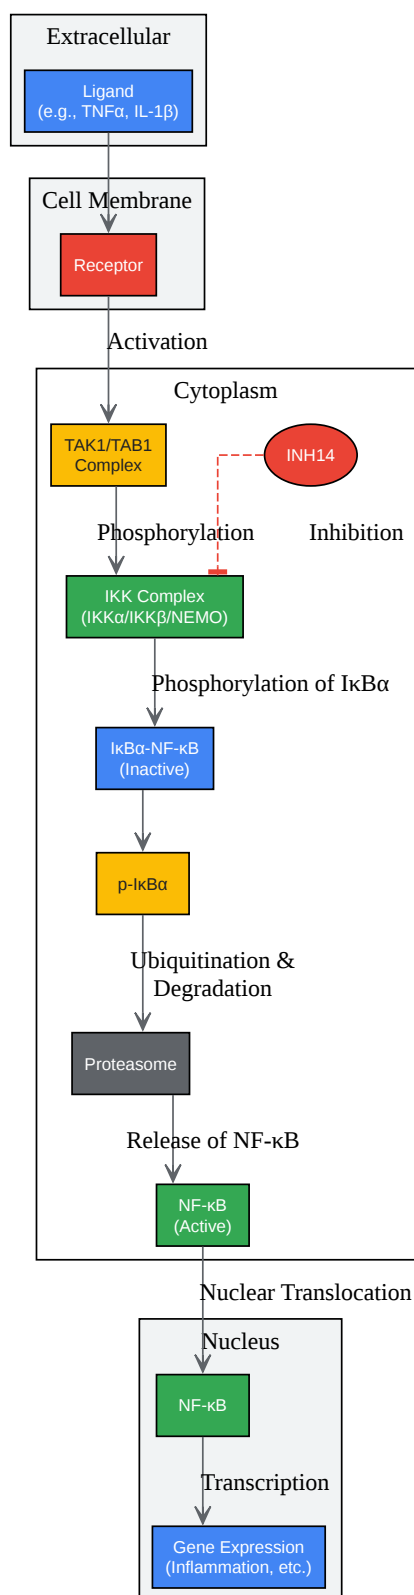 Extracellular
Ligand
(e.g., TNFα, IL-1β)
Cell Membrane
Receptor
Activation
Cytoplasm
TAK1/TAB1
Complex
INH14
Phosphorylation
Inhibition
IKK Complex
(IKKα/IKKβ/NEMO)
Phosphorylation of IκBα
IκBα-NF-κB
(Inactive)
p-IκBα
Ubiquitination &
Degradation
Proteasome
Release of NF-κB
NF-κB
(Active)
Nuclear Translocation
Nucleus
NF-κB
Transcription
Gene Expression
(Inflammation, etc.)